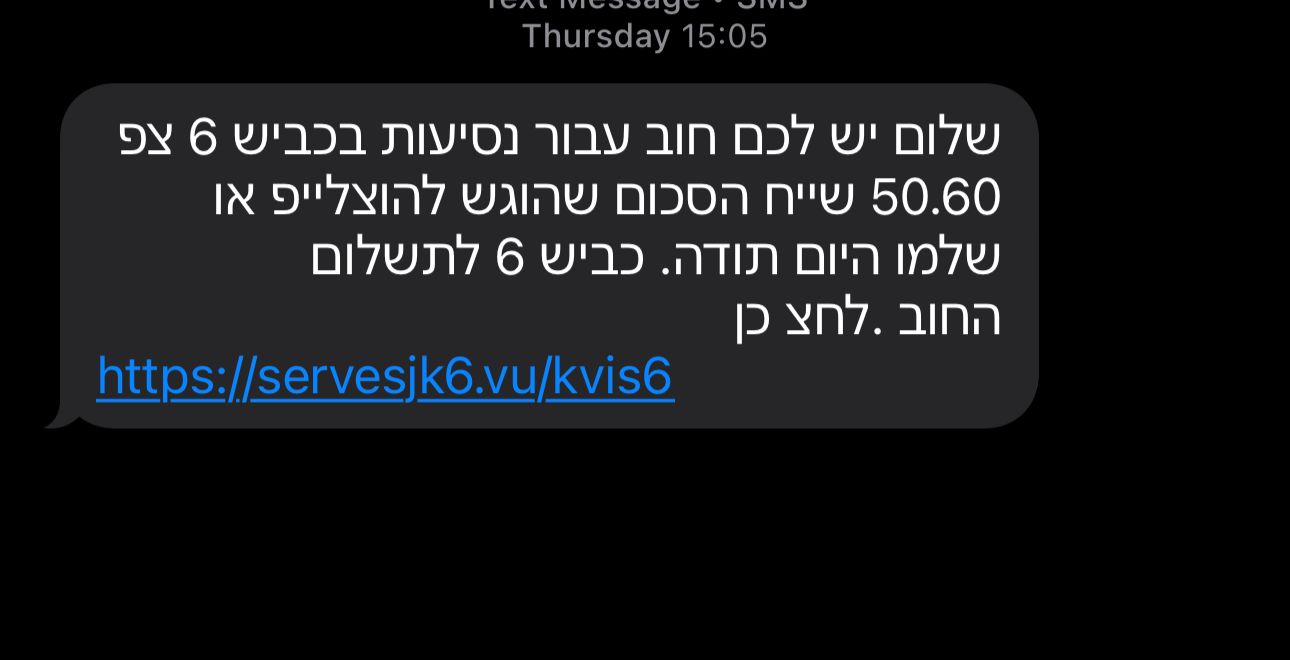 Text Message • SMS
Thursday 15:05
שלום יש לכם חוב עבור נסיעות בכביש 6 צפ
50.60 שייח הסכום שהוגש להוצלייפ או
שלמו היום תודה. כביש 6 לתשלום
החוב .לחצ כן
https://servesjk6.vu/kvis6